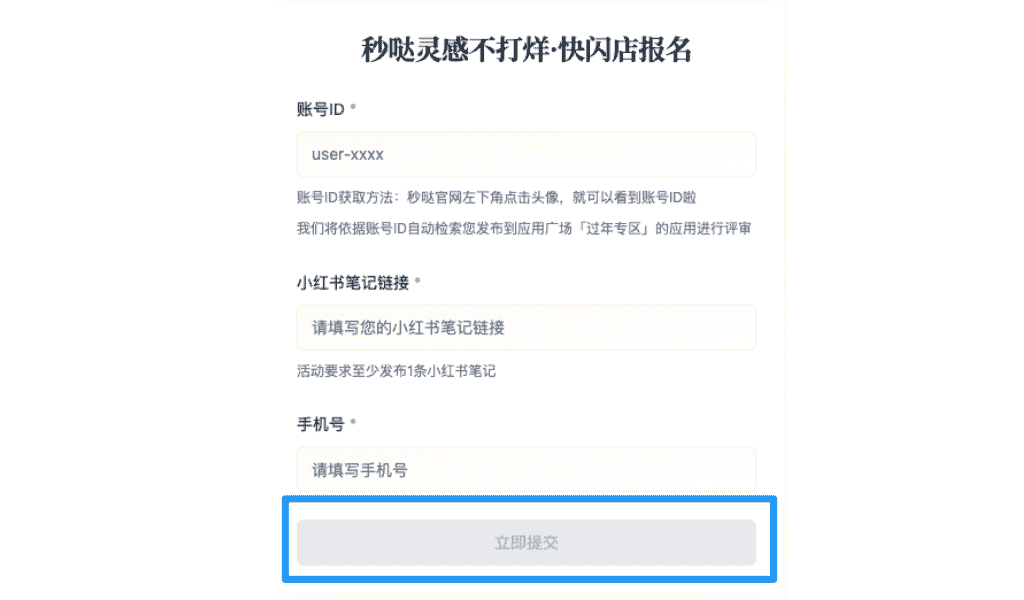 秒哒灵感不打烊·快闪店报名
账号ID *
user-xxxx
账号ID获取方法：秒哒官网左下角点击头像，就可以看到账号ID啦
我们将依据账号ID自动检索您发布到应用广场「过年专区」的应用进行评审
小红书笔记链接 *
请填写您的小红书笔记链接
活动要求至少发布1条小红书笔记
手机号 *
请填写手机号
立即提交